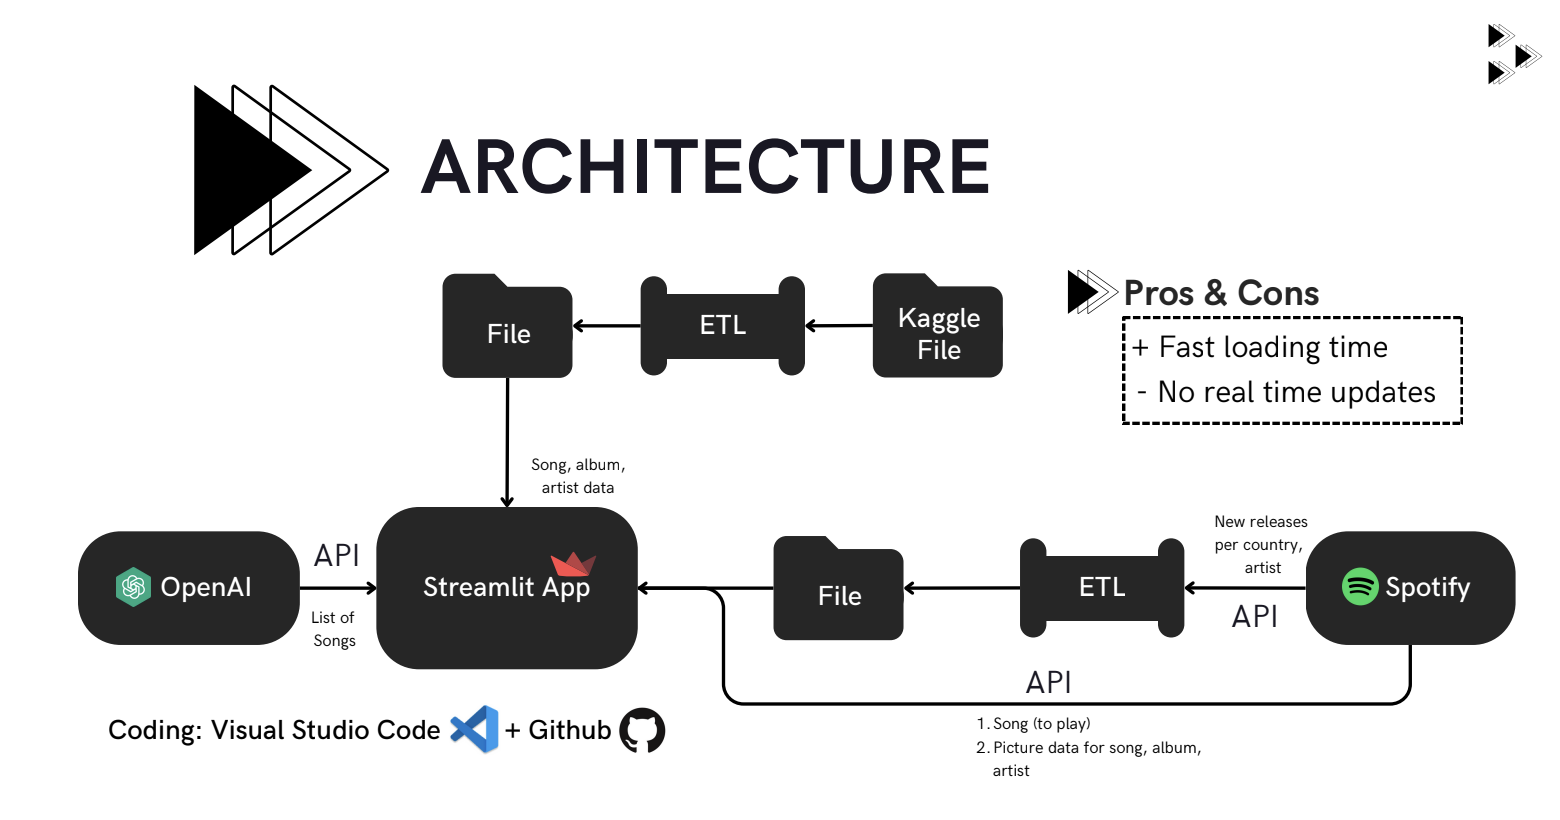 ARCHITECTURE
File
ETL
Kaggle
File
Pros & Cons
+ Fast loading time
- No real time updates
Song, album,
artist data
OpenAI
API
List of
Songs
Streamlit App
File
ETL
New releases
per country,
artist
API
Spotify
API
1. Song (to play)
2. Picture data for song, album,
artist
Coding: Visual Studio Code + Github